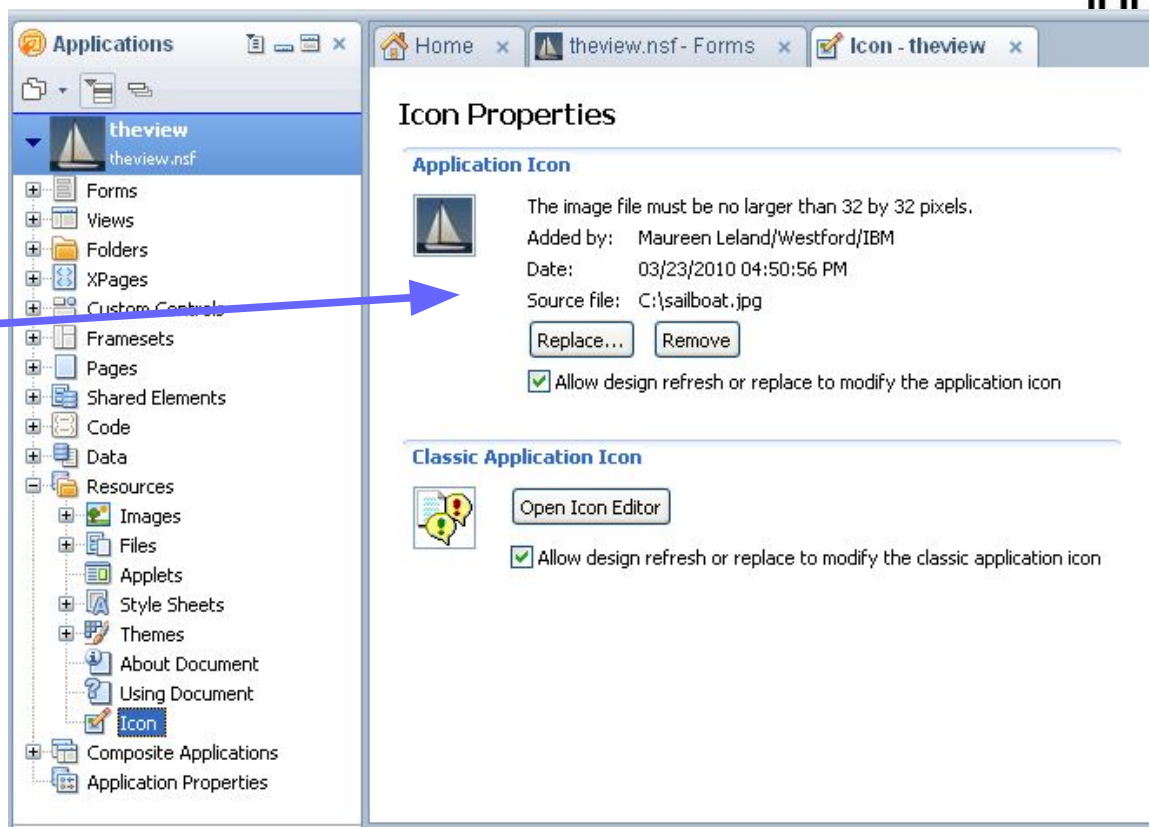 Applications
Home
theview.nsf - Forms
Icon - theview
theview
theview.nsf
Forms
Views
Folders
XPages
Custom Controls
Framesets
Pages
Shared Elements
Code
Data
Resources
Images
Files
Applets
Style Sheets
Themes
About Document
Using Document
Icon
Composite Applications
Application Properties
Icon Properties
Application Icon
The image file must be no larger than 32 by 32 pixels.
Added by: Maureen Leland/Westford/IBM
Date: 03/23/2010 04:50:56 PM
Source file: C:\sailboat.jpg
Replace... Remove
Allow design refresh or replace to modify the application icon
Classic Application Icon
Open Icon Editor
Allow design refresh or replace to modify the classic application icon